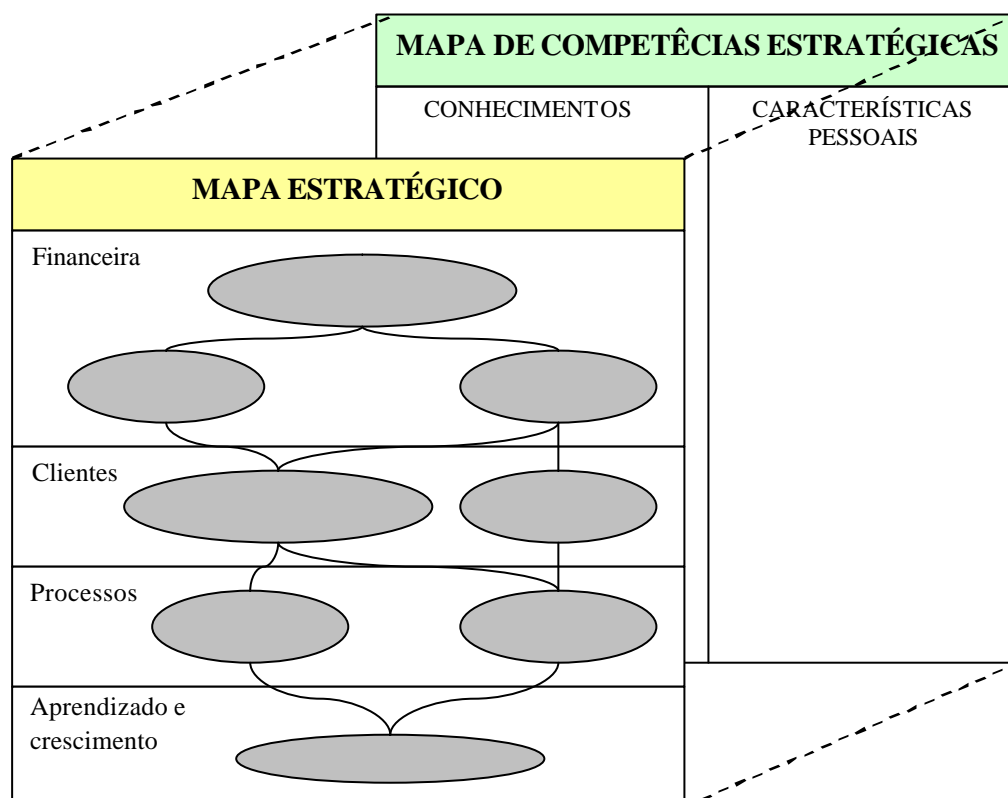 MAPA DE COMPETÊCIAS ESTRATÉGICAS
CONHECIMENTOS
CARACTERÍSTICAS
PESSOAIS
MAPA ESTRATÉGICO
Financeira
Clientes
Processos
Aprendizado e
crescimento